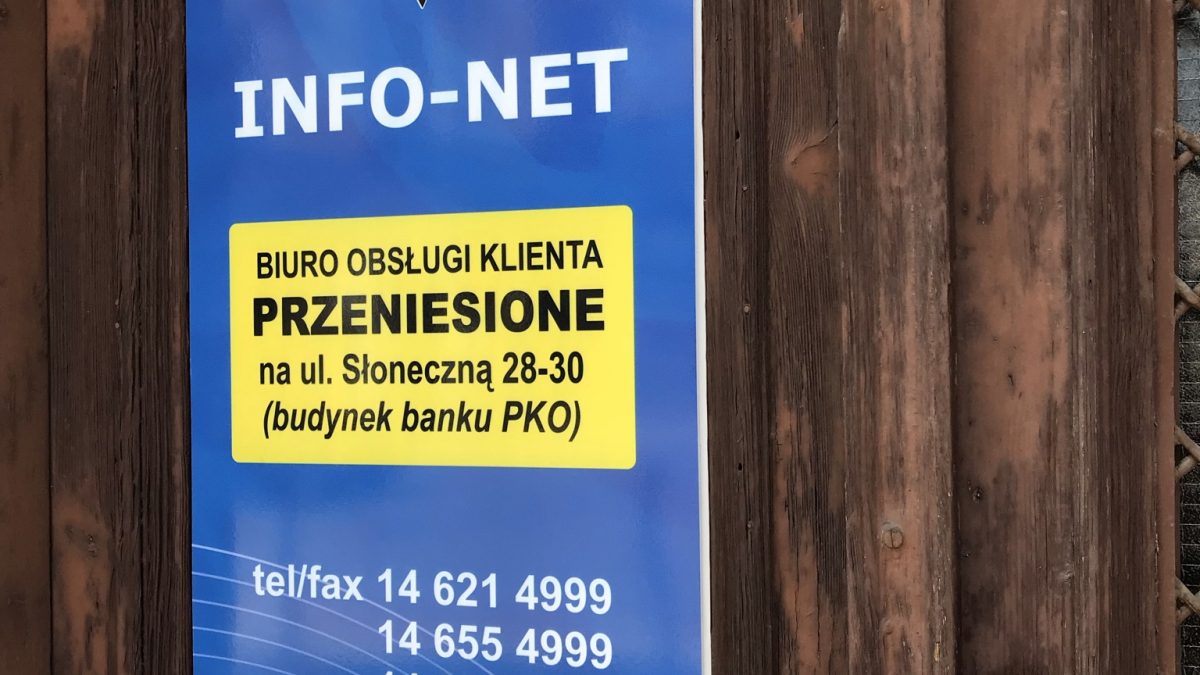 INFO-NET
BIURO OBSŁUGI KLIENTA
PRZENIESIONE
na ul. Słoneczną 28-30
(budynek banku PKO)
tel/fax 14 621 4999
14 655 4999